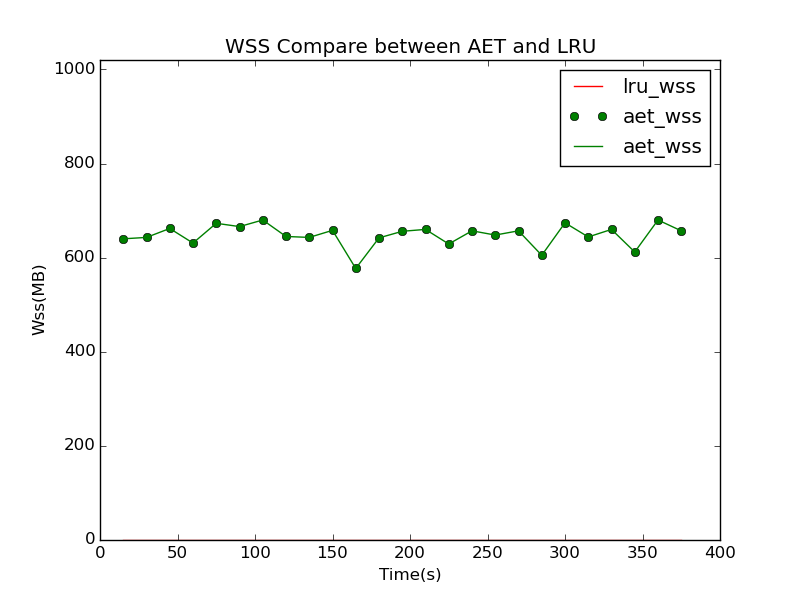 WSS Compare between AET and LRU
1000
800
600
400
200
0
Wss(MB)
lru_wss
aet_wss
aet_wss
0 50 100 150 200 250 300 350 400
Time(s)